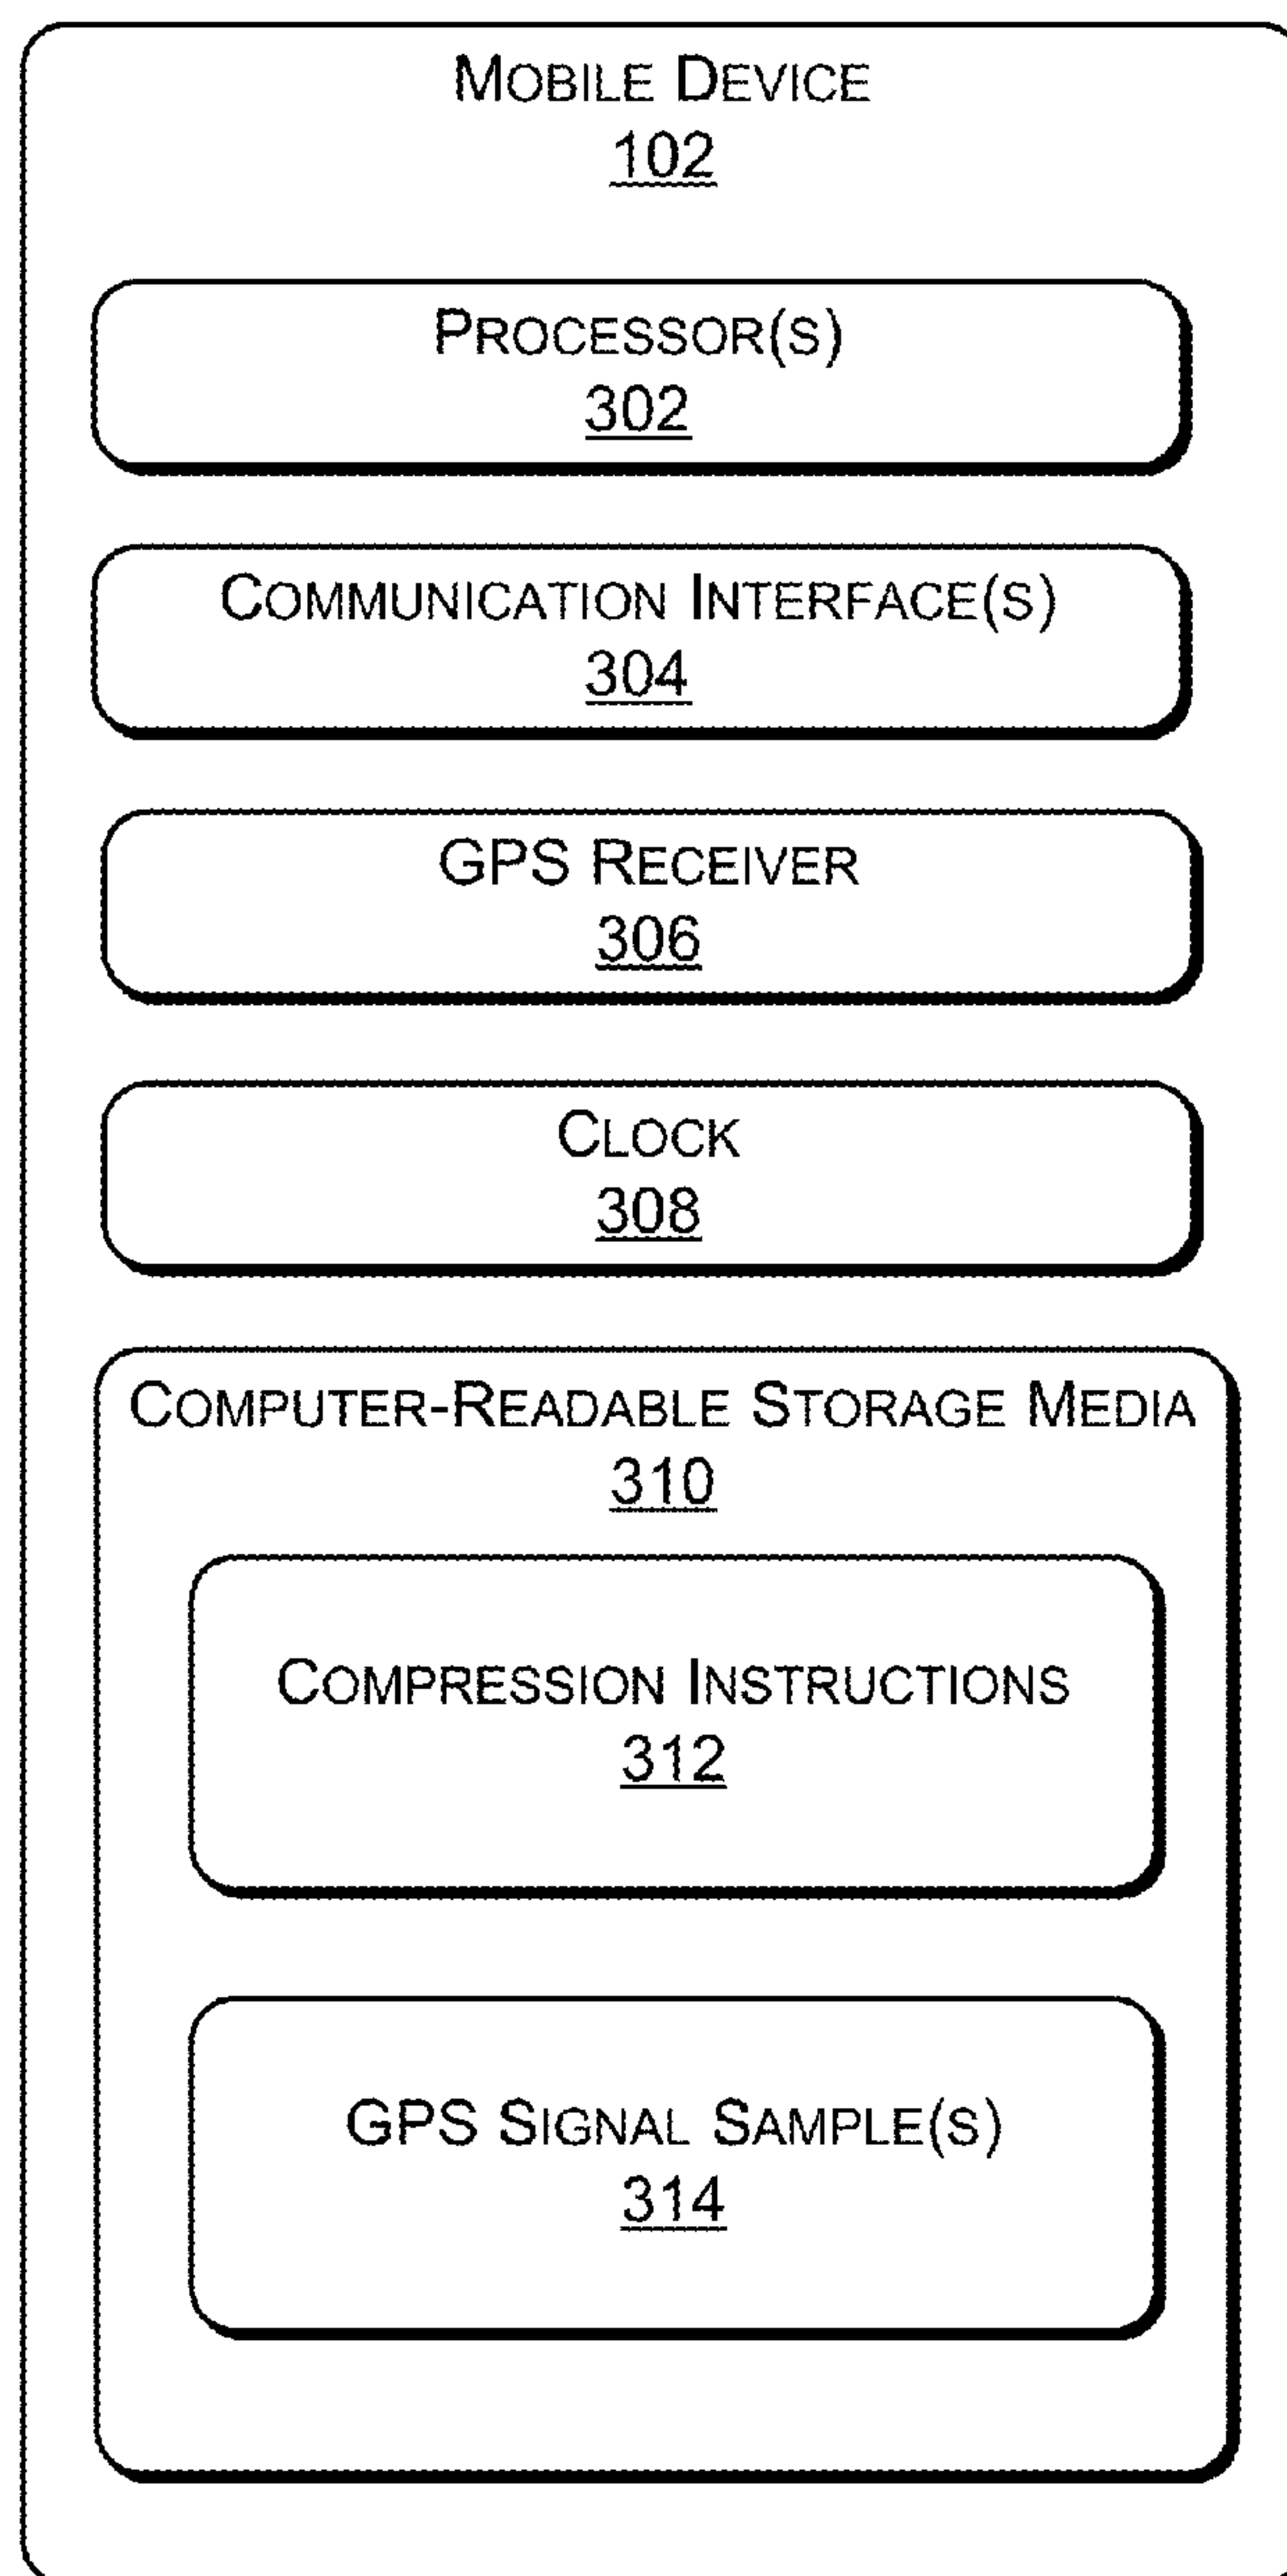 MOBILE DEVICE
102
PROCESSOR(S)
302
COMMUNICATION INTERFACE(S)
304
GPS RECEIVER
306
CLOCK
308
COMPUTER-READABLE STORAGE MEDIA
310
COMPRESSION INSTRUCTIONS
312
GPS SIGNAL SAMPLE(S)
314